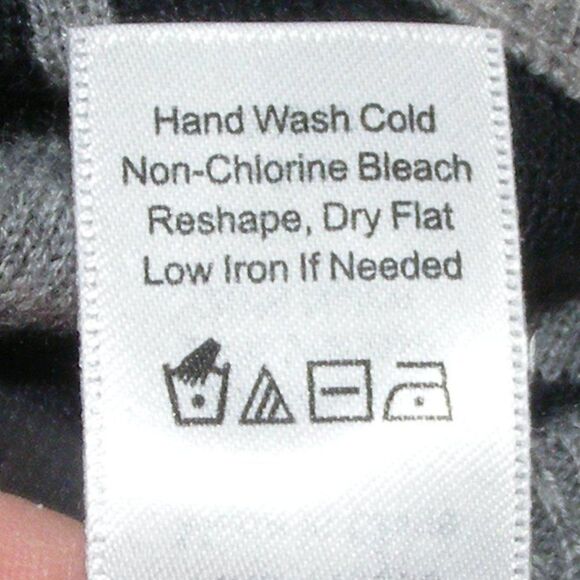 Hand Wash Cold
Non-Chlorine Bleach
Reshape, Dry Flat
Low Iron If Needed